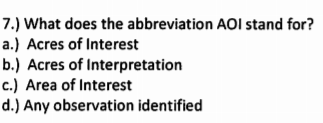 7.) What does the abbreviation AOI stand for?
a.) Acres of Interest
b.) Acres of Interpretation
c.) Area of Interest
d.) Any observation identified